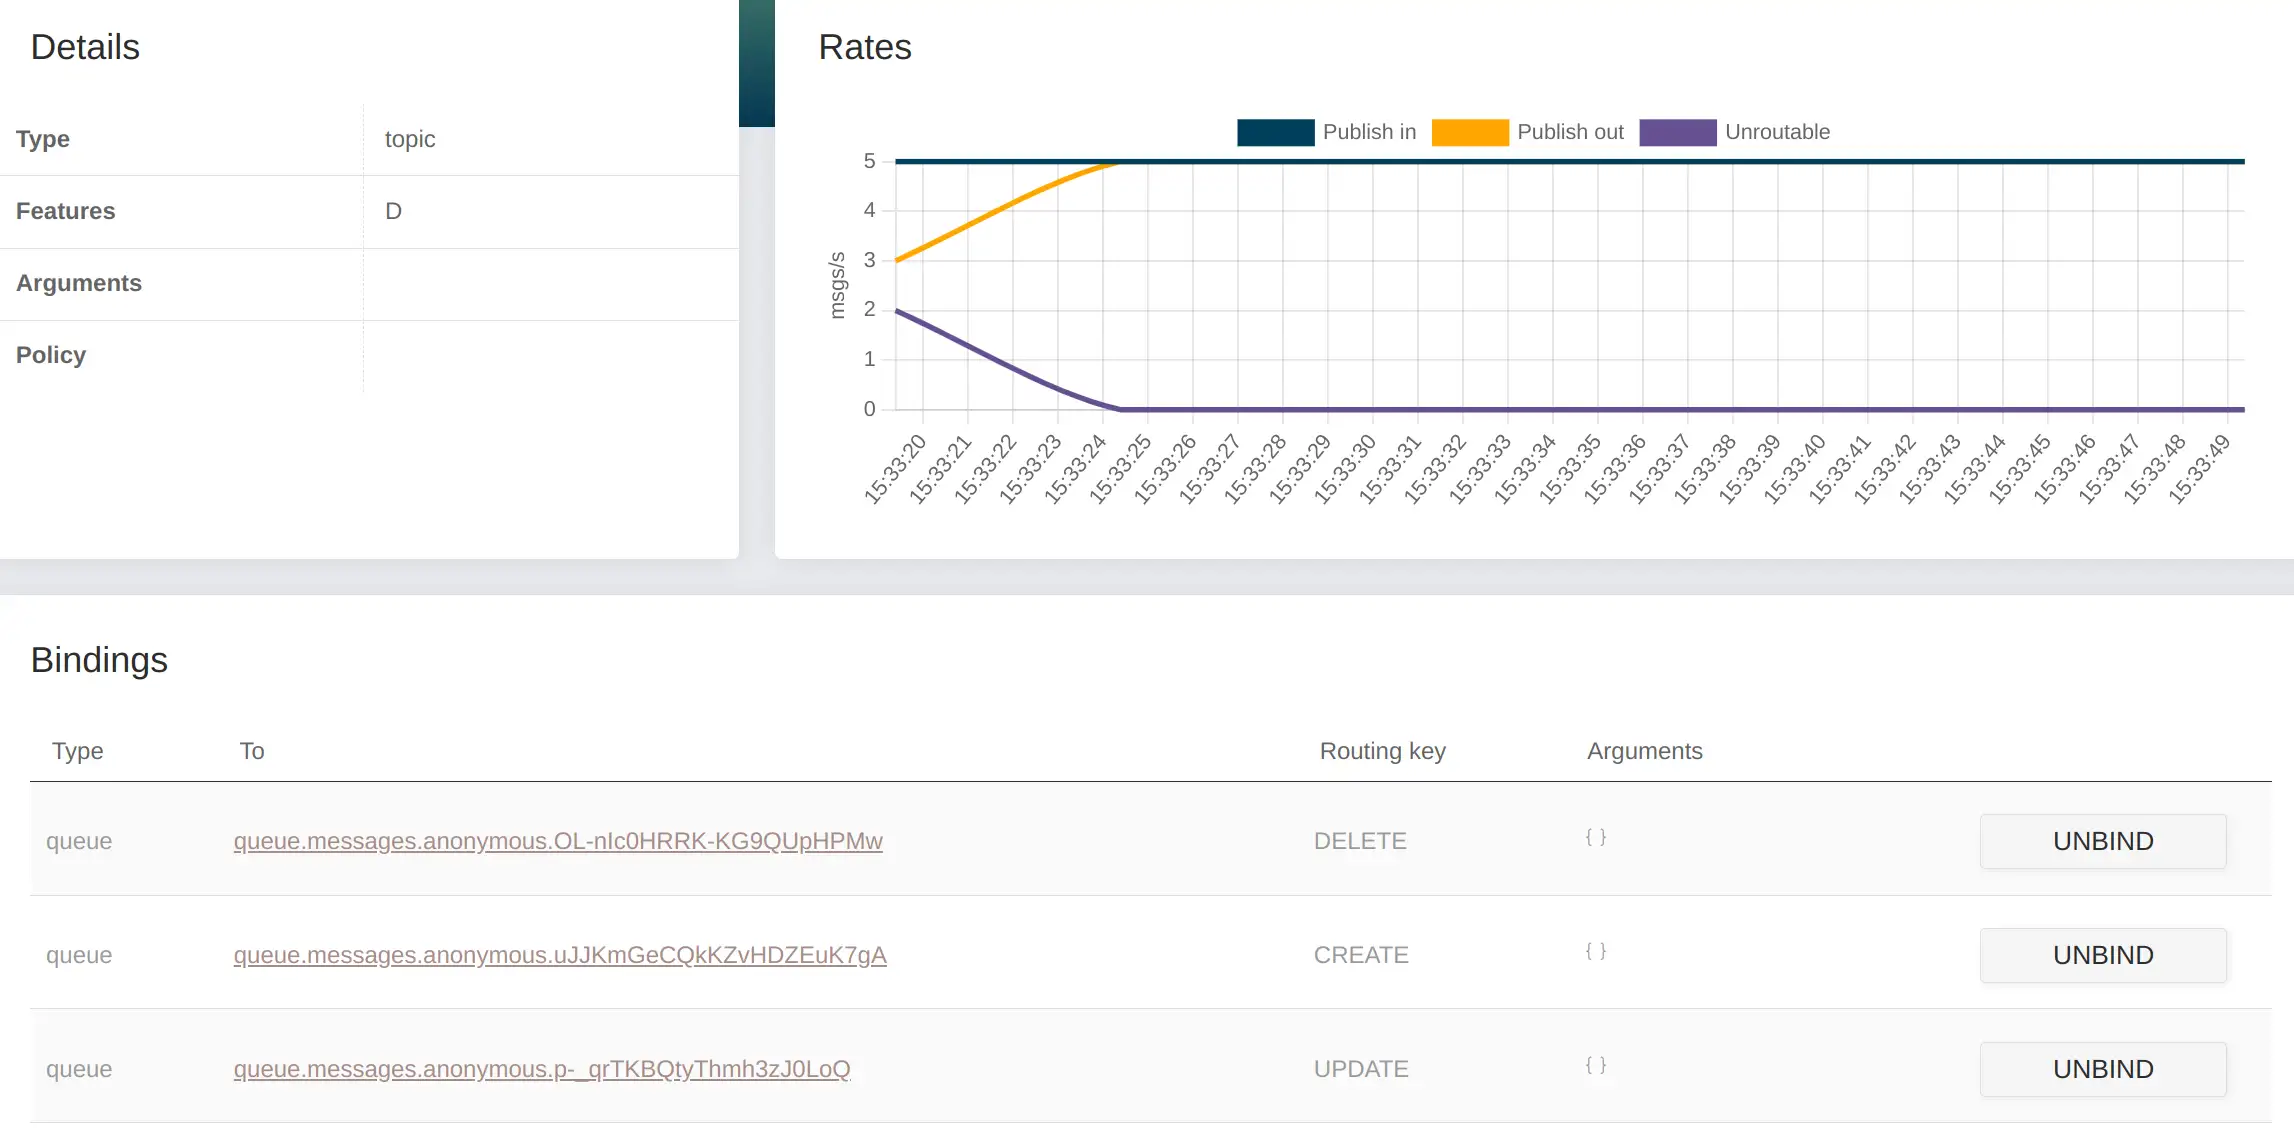 Details
Type topic
Features D
Arguments
Policy
Rates
Publish in Publish out Unroutable
msgs/s
5
4
3
2
1
0
15:33:20 15:33:21 15:33:22 15:33:23 15:33:24 15:33:25 15:33:26 15:33:27 15:33:28 15:33:29 15:33:30 15:33:31 15:33:32 15:33:33 15:33:34 15:33:35 15:33:36 15:33:37 15:33:38 15:33:39 15:33:40 15:33:41 15:33:42 15:33:43 15:33:44 15:33:45 15:33:46 15:33:47 15:33:48 15:33:49
Bindings
Type To Routing key Arguments
queue queue.messages.anonymous.OL-nIc0HRRK-KG9QUpHPMw DELETE { } UNBIND
queue queue.messages.anonymous.uJJKmGeCQkKZvHDZEuK7gA CREATE { } UNBIND
queue queue.messages.anonymous.p-_qrTKBQtyThmh3zJ0LoQ UPDATE { } UNBIND